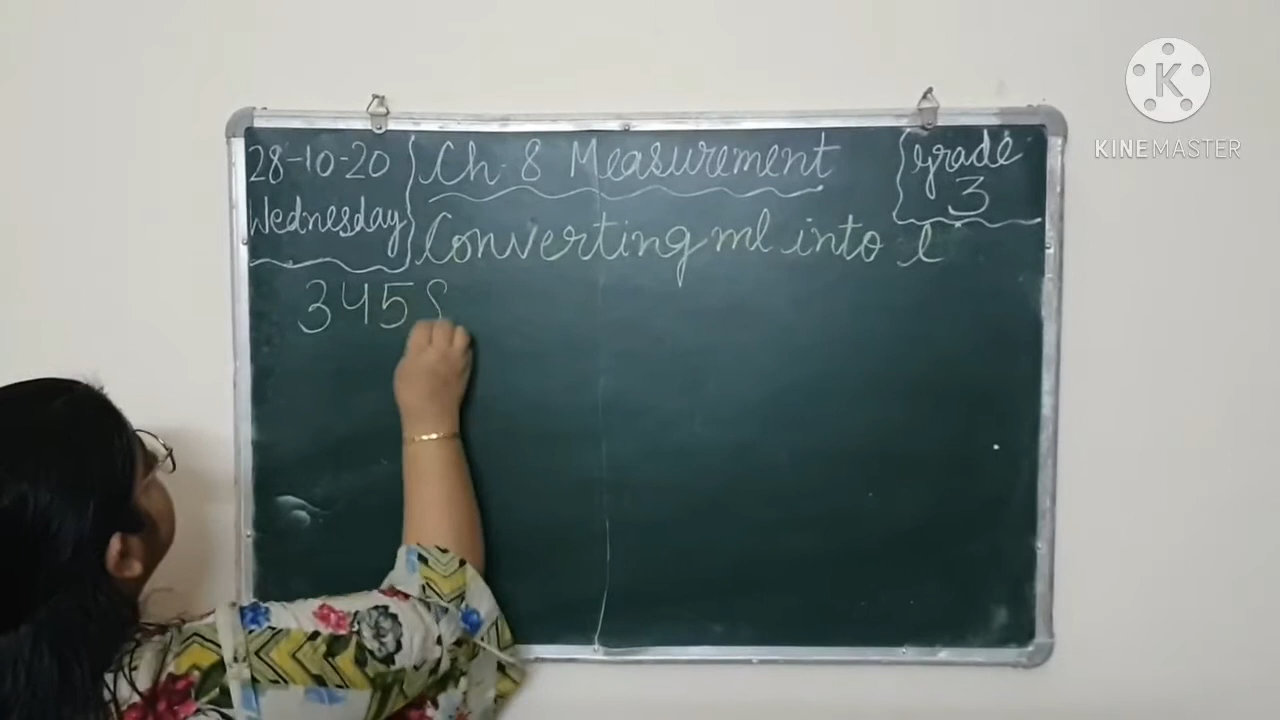 28-10-20
Wednesday
Ch-8 Measurement
grade
3
Converting ml into l
345
K
KINEMASTER